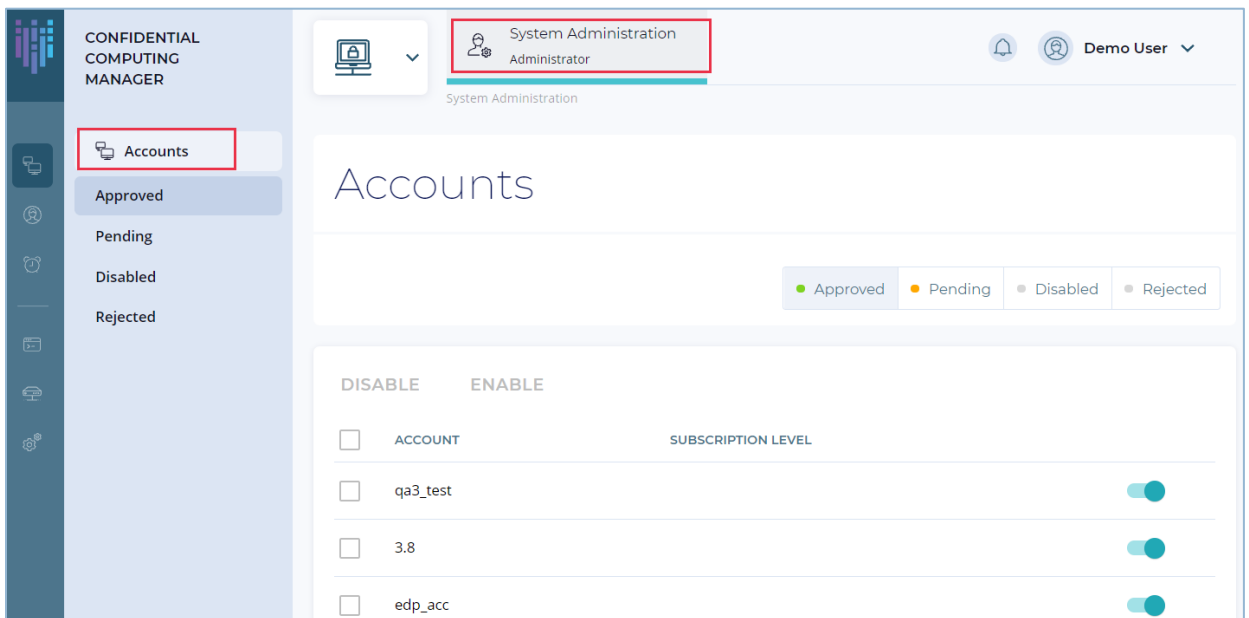 CONFIDENTIAL
COMPUTING
MANAGER
System Administration
Administrator
Demo User
System Administration
Accounts
Approved
Pending
Disabled
Rejected
Accounts
Approved Pending Disabled Rejected
DISABLE ENABLE
ACCOUNT SUBSCRIPTION LEVEL
qa3_test
3.8
edp_acc